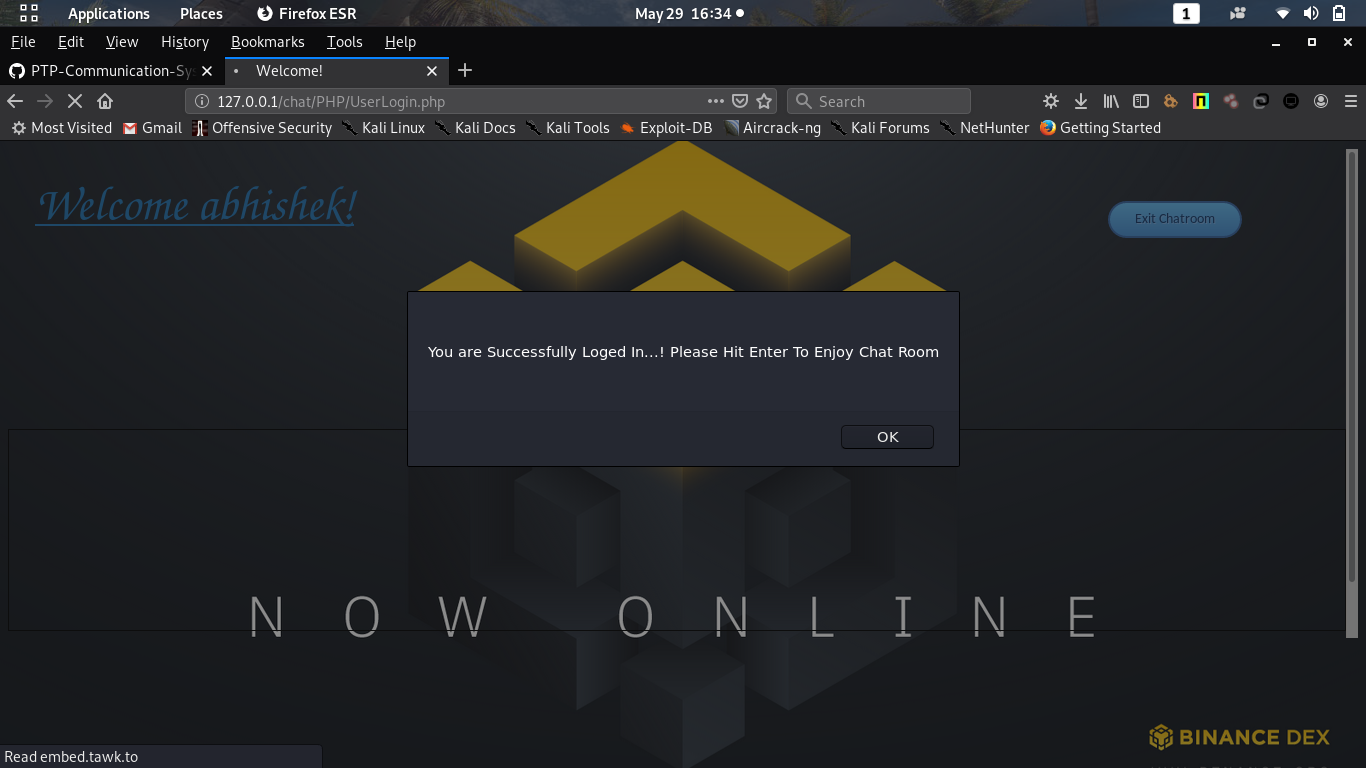 Applications Places Firefox ESR May 29 16:34 1
File Edit View History Bookmarks Tools Help
PTP-Communication-Sys Welcome!
127.0.0.1/chat/PHP/UserLogin.php Search
Most Visited Gmail Offensive Security Kali Linux Kali Docs Kali Tools Exploit-DB Aircrack-ng Kali Forums NetHunter Getting Started
Welcome abhishek!
Exit Chatroom
You are Successfully Loged In...! Please Hit Enter To Enjoy Chat Room
OK
NOW ONLINE
BINANCE DEX
Read embed.tawk.to